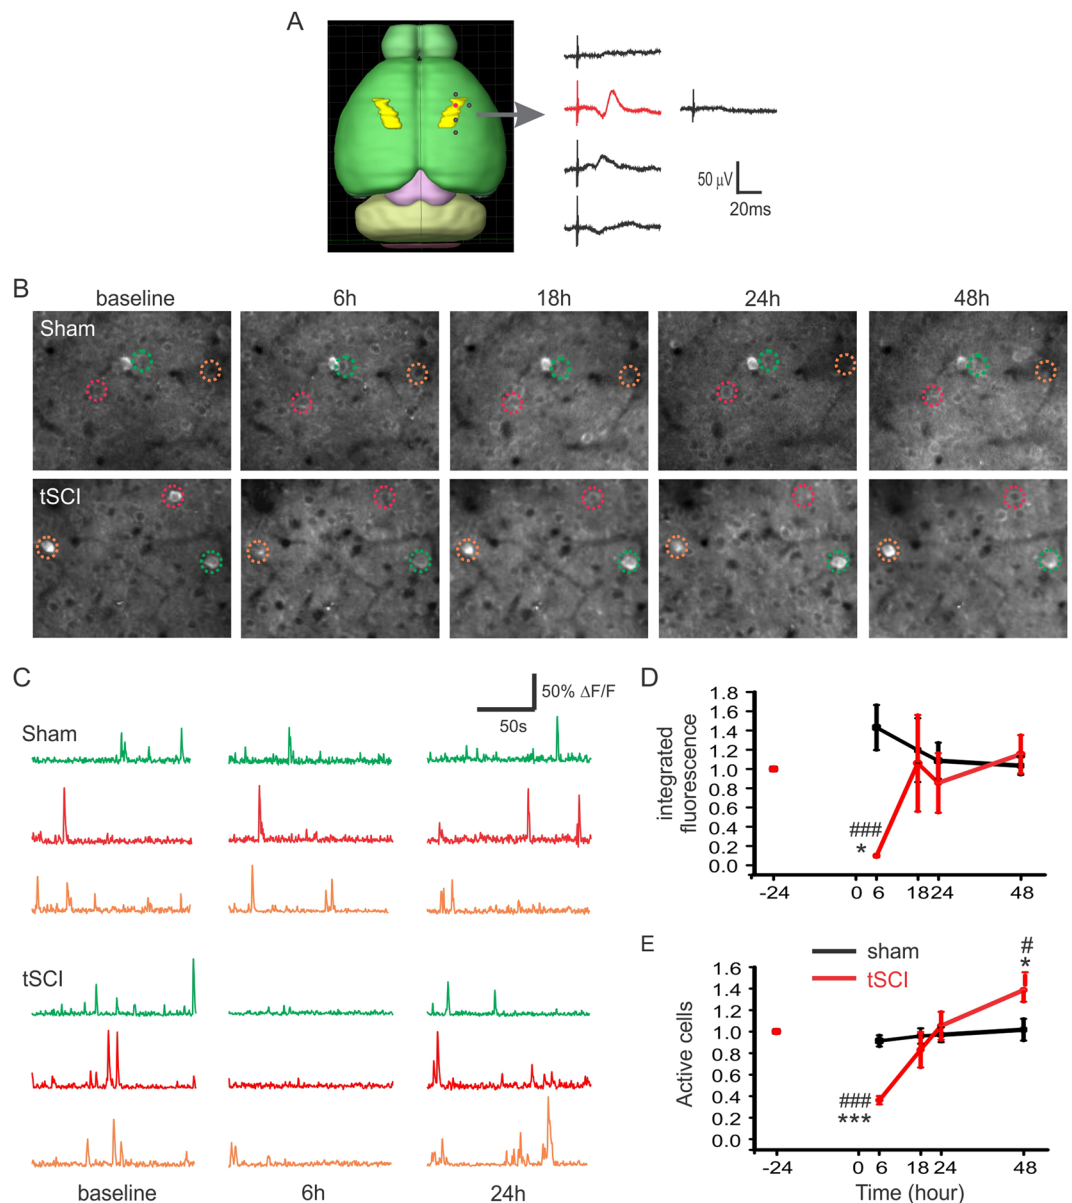 A
50 μV
20ms
B
baseline 6h 18h 24h 48h
Sham
tSCI
C
50% ΔF/F
50s
Sham
tSCI
baseline 6h 24h
D
integrated
fluorescence
1.8
1.6
1.4
1.2
1.0
0.8
0.6
0.4
0.2
0.0
###
*
-24 0 6 18 24 48
E
sham
tSCI
Active cells
1.6
1.4
1.2
1.0
0.8
0.6
0.4
0.2
0.0
#
*
###
***
-24 0 6 18 24 48
Time (hour)